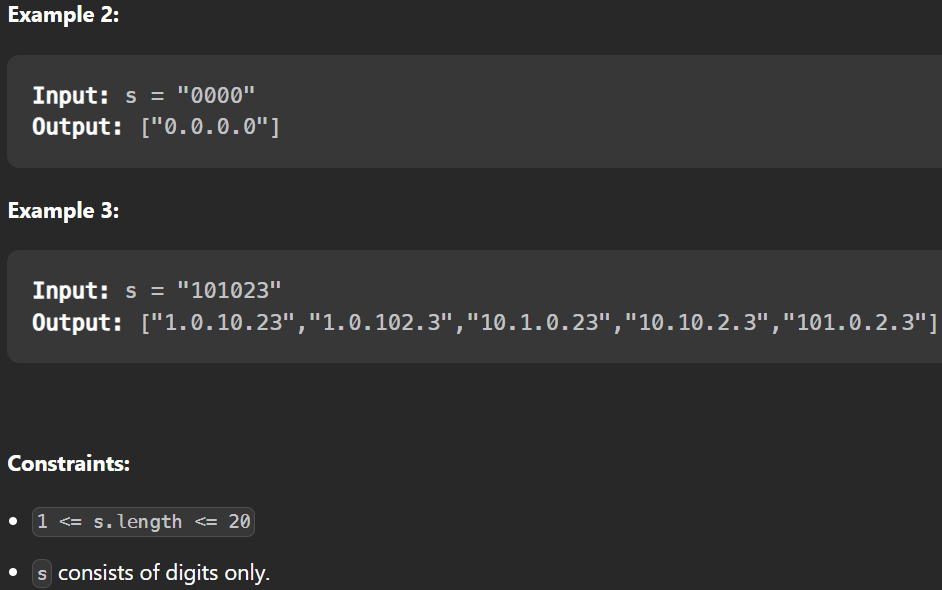 Example 2:
Input: s = "0000"
Output: ["0.0.0.0"]
Example 3:
Input: s = "101023"
Output: ["1.0.10.23","1.0.102.3","10.1.0.23","10.10.2.3","101.0.2.3"]
Constraints:
• 1 <= s.length <= 20
• s consists of digits only.